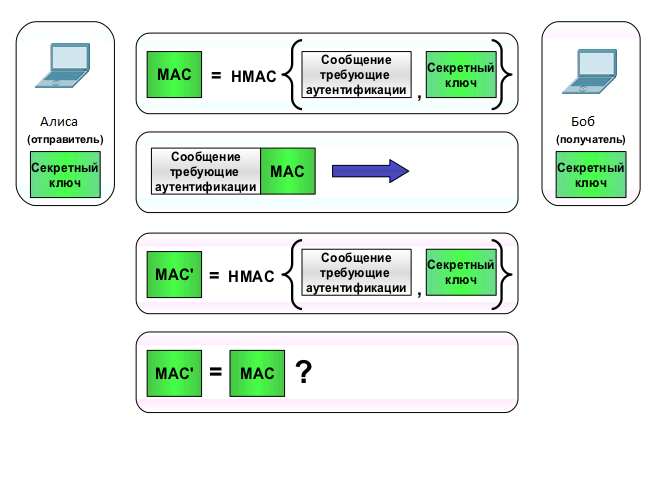 Алиса
(отправитель)
Секретный
ключ
MAC = HMAC { Сообщение
требующие
аутентификации , Секретный
ключ }
Сообщение
требующие
аутентификации MAC
MAC' = HMAC { Сообщение
требующие
аутентификации , Секретный
ключ }
MAC' = MAC ?
Боб
(получатель)
Секретный
ключ